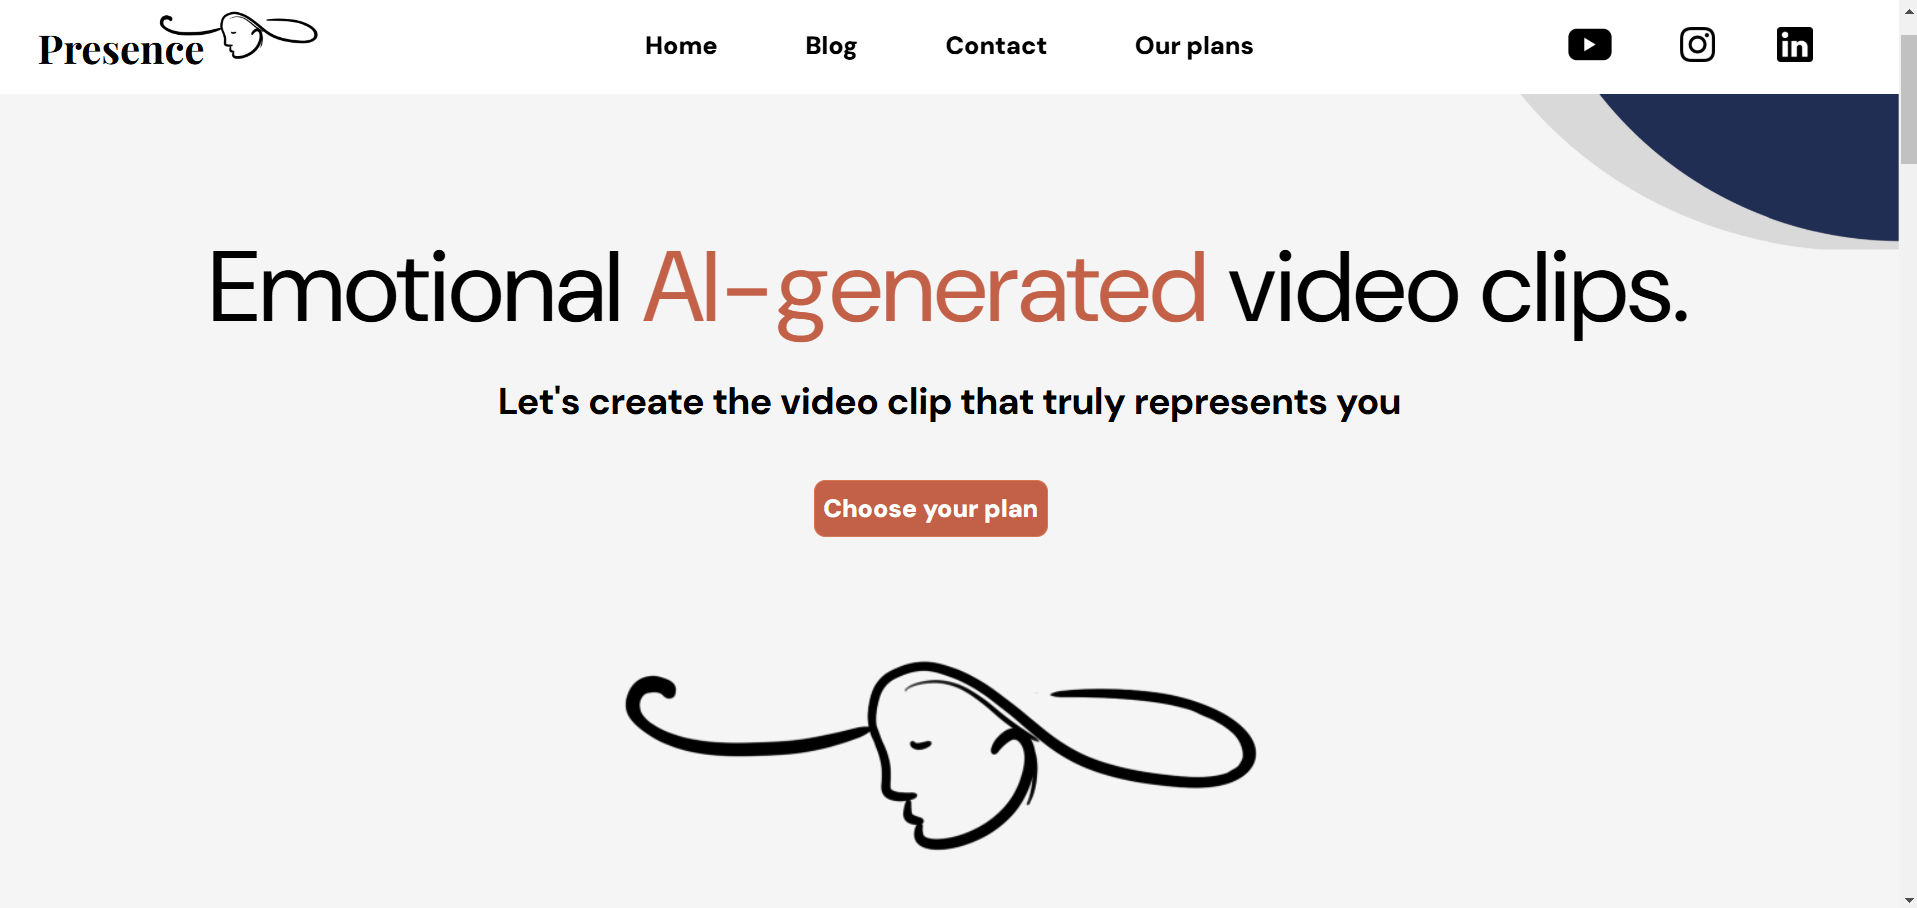 Presence
Home Blog Contact Our plans
Emotional AI-generated video clips.
Let's create the video clip that truly represents you
Choose your plan